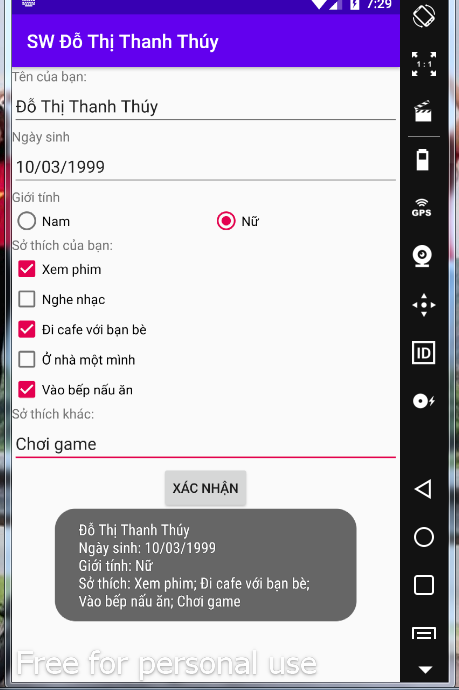 7:29
SW Đỗ Thị Thanh Thúy
Tên của bạn:
Đỗ Thị Thanh Thúy
Ngày sinh
10/03/1999
Giới tính
Nam
Nữ
Sở thích của bạn:
Xem phim
Nghe nhạc
Đi cafe với bạn bè
Ở nhà một mình
Vào bếp nấu ăn
Sở thích khác:
Chơi game
XÁC NHẬN
Đỗ Thị Thanh Thúy
Ngày sinh: 10/03/1999
Giới tính: Nữ
Sở thích: Xem phim; Đi cafe với bạn bè;
Vào bếp nấu ăn; Chơi game
Free for personal use
1:1
GPS
ID